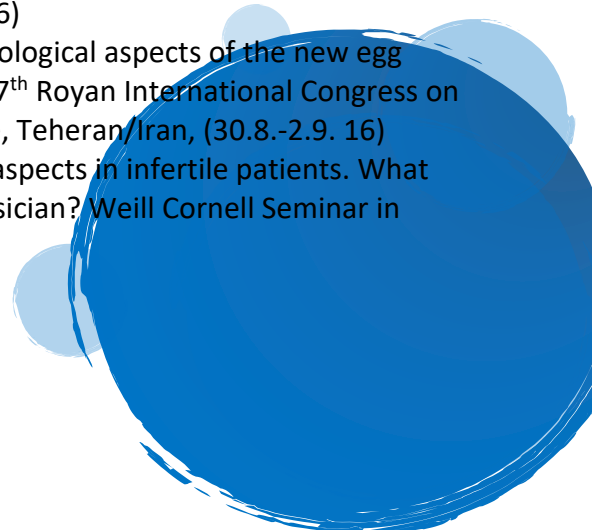 6)
ological aspects of the new egg
7th Royan International Congress on
, Teheran/Iran, (30.8.-2.9. 16)
aspects in infertile patients. What
sician? Weill Cornell Seminar in